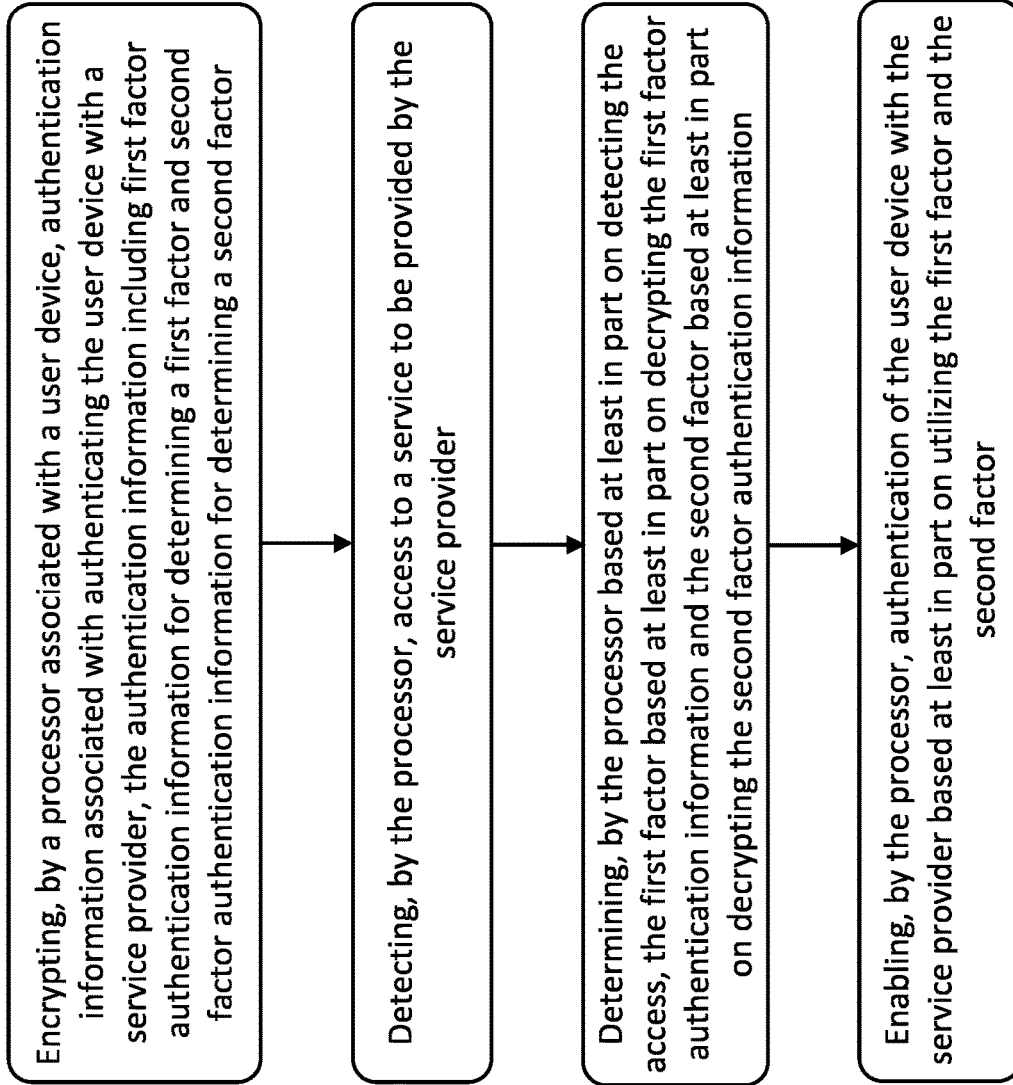 Encrypting, by a processor associated with a user device, authentication
information associated with authenticating the user device with a
service provider, the authentication information including first factor
authentication information for determining a first factor and second
factor authentication information for determining a second factor
Detecting, by the processor, access to a service to be provided by the
service provider
Determining, by the processor based at least in part on detecting the
access, the first factor based at least in part on decrypting the first factor
authentication information and the second factor based at least in part
on decrypting the second factor authentication information
Enabling, by the processor, authentication of the user device with the
service provider based at least in part on utilizing the first factor and the
second factor